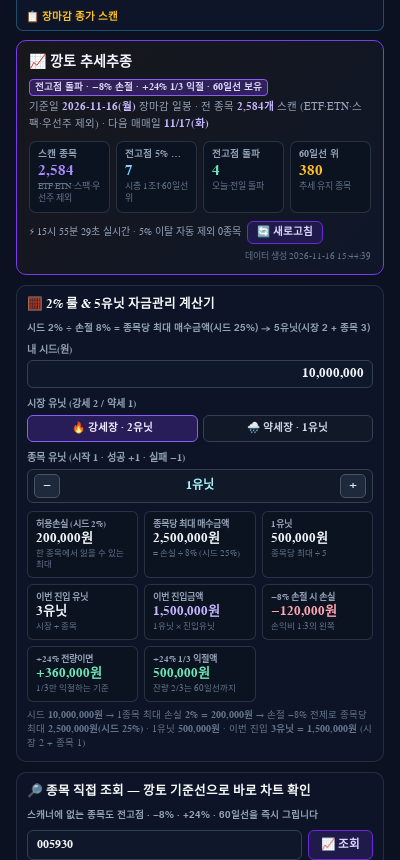 📋 장마감 종가 스캔
📈 깡토 추세추종
전고점 돌파 · −8% 손절 · +24% 1/3 익절 · 60일선 보유
기준일 2026-11-16(월) 장마감 일봉 · 전 종목 2,584개 스캔 (ETF·ETN·스
팩·우선주 제외) · 다음 매매일 11/17(화)
스캔 종목
2,584
ETF·ETN·스팩·우
선주 제외
전고점 5% …
7
시총 1조↑ 60일선
위
전고점 돌파
4
오늘·전일 돌파
60일선 위
380
추세 유지 종목
⚡ 15시 55분 29초 실시간 · 5% 이탈 자동 제외 0종목
🔄 새로고침
데이터 생성 2026-11-16 15:44:39
🧱 2% 룰 & 5유닛 자금관리 계산기
시드 2% ÷ 손절 8% = 종목당 최대 매수금액(시드 25%) → 5유닛(시장 2 + 종목 3)
내 시드(원)
10,000,000
시장 유닛 (강세 2 / 약세 1)
🔥 강세장 · 2유닛
🌧️ 약세장 · 1유닛
종목 유닛 (시작 1 · 성공 +1 · 실패 −1)
− 1유닛 +
허용손실 (시드 2%)
200,000원
한 종목에서 잃을 수 있는
최대
종목당 최대 매수금액
2,500,000원
= 손실 ÷ 8% (시드 25%)
1유닛
500,000원
종목당 최대 ÷ 5
이번 진입 유닛
3유닛
시장 + 종목
이번 진입금액
1,500,000원
1유닛 × 진입유닛
−8% 손절 시 손실
−120,000원
손익비 1:3의 왼쪽
+24% 전량이면
+360,000원
1/3만 익절하는 기준
+24% 1/3 익절액
500,000원
잔량 2/3는 60일선까지
시드 10,000,000원 → 1종목 최대 손실 2% = 200,000원 → 손절 −8% 전제로 종목당
최대 2,500,000원(시드 25%) · 1유닛 500,000원 · 이번 진입 3유닛 = 1,500,000원 (시
장 2 + 종목 1)
🔎 종목 직접 조회 — 깡토 기준선으로 바로 차트 확인
스캐너에 없는 종목도 전고점 · −8% · +24% · 60일선을 즉시 그립니다
005930
📈 조회